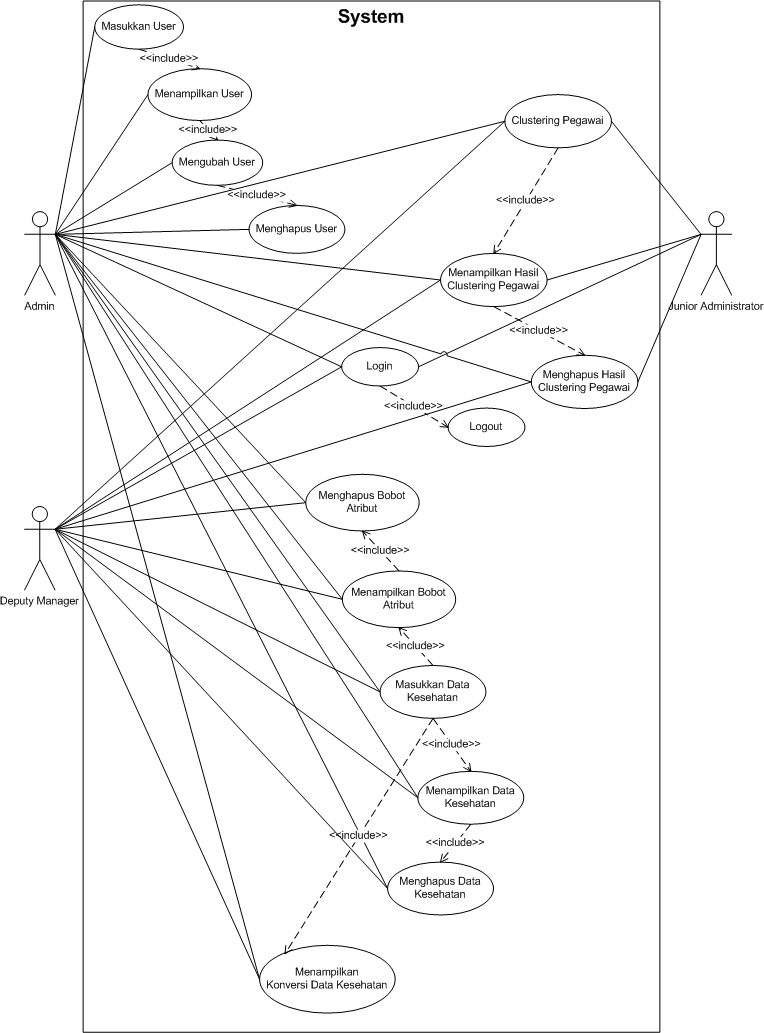 System
Masukkan User
<<include>>
Menampilkan User
<<include>>
Mengubah User
<<include>>
Menghapus User
Clustering Pegawai
<<include>>
Menampilkan Hasil
Clustering Pegawai
<<include>>
Menghapus Hasil
Clustering Pegawai
Admin
Junior Administrator
Login
<<include>>
Logout
Menghapus Bobot
Atribut
<<include>>
Menampilkan Bobot
Atribut
<<include>>
Deputy Manager
Masukkan Data
Kesehatan
<<include>>
Menampilkan Data
Kesehatan
<<include>>
<<include>>
Menghapus Data
Kesehatan
Menampilkan
Konversi Data Kesehatan